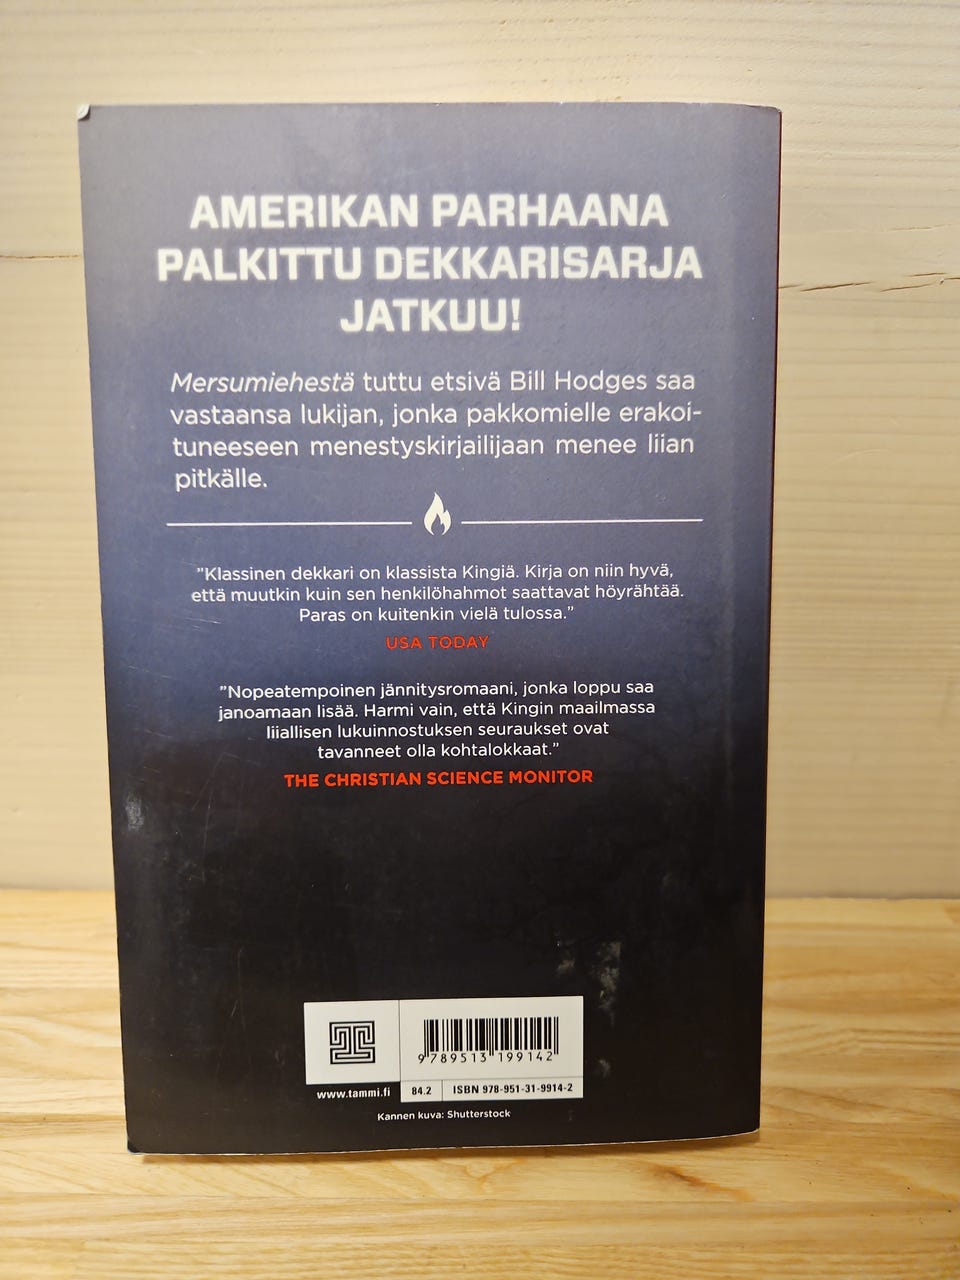 AMERIKAN PARHAANA
PALKITTU DEKKARISARJA
JATKUU!
Mersumiehestä tuttu etsivä Bill Hodges saa
vastaansa lukijan, jonka pakkomielle erakoi-
tuneeseen menestyskirjailijaan menee liian
pitkälle.
”Klassinen dekkari on klassista Kingiä. Kirja on niin hyvä,
että muutkin kuin sen henkilöhahmot saattavat höyrähtää.
Paras on kuitenkin vielä tulossa.”
USA TODAY
”Nopeatempoinen jännitysromaani, jonka loppu saa
janoamaan lisää. Harmi vain, että Kingin maailmassa
liiallisen lukuinnostuksen seuraukset ovat
tavanneet olla kohtalokkaat.”
THE CHRISTIAN SCIENCE MONITOR
9 789513 199142
www.tammi.fi
84.2
ISBN 978-951-31-9914-2
Kannen kuva: Shutterstock